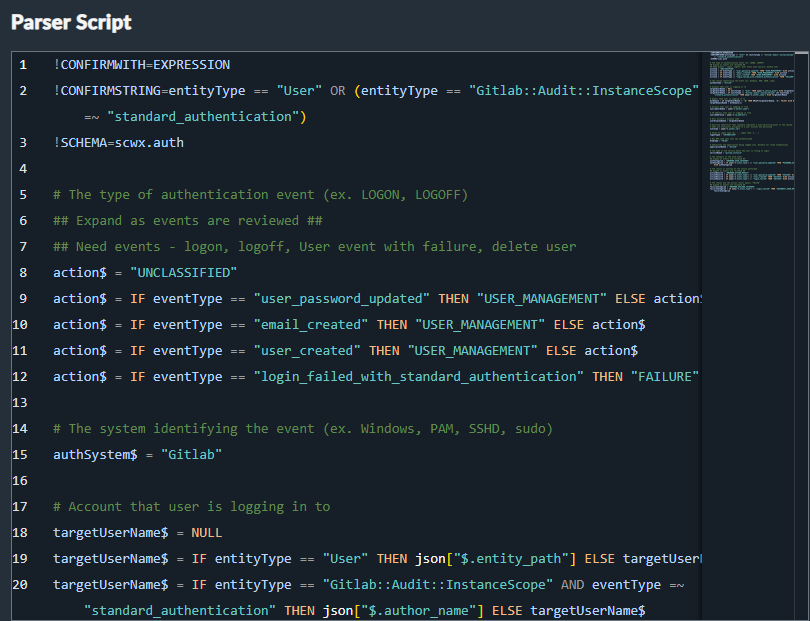 Parser Script
1 !CONFIRMWITH=EXPRESSION
2 !CONFIRMSTRING=entityType == "User" OR (entityType == "Gitlab::Audit::InstanceScope"
=~ "standard_authentication")
3 !SCHEMA=scwx.auth
4
5 # The type of authentication event (ex. LOGON, LOGOFF)
6 ## Expand as events are reviewed ##
7 ## Need events - logon, logoff, User event with failure, delete user
8 action$ = "UNCLASSIFIED"
9 action$ = IF eventType == "user_password_updated" THEN "USER_MANAGEMENT" ELSE action$
10 action$ = IF eventType == "email_created" THEN "USER_MANAGEMENT" ELSE action$
11 action$ = IF eventType == "user_created" THEN "USER_MANAGEMENT" ELSE action$
12 action$ = IF eventType == "login_failed_with_standard_authentication" THEN "FAILURE"
13
14 # The system identifying the event (ex. Windows, PAM, SSHD, sudo)
15 authSystem$ = "Gitlab"
16
17 # Account that user is logging in to
18 targetUserName$ = NULL
19 targetUserName$ = IF entityType == "User" THEN json["$.entity_path"] ELSE targetUser
20 targetUserName$ = IF entityType == "Gitlab::Audit::InstanceScope" AND eventType =~
"standard_authentication" THEN json["$.author_name"] ELSE targetUserName$